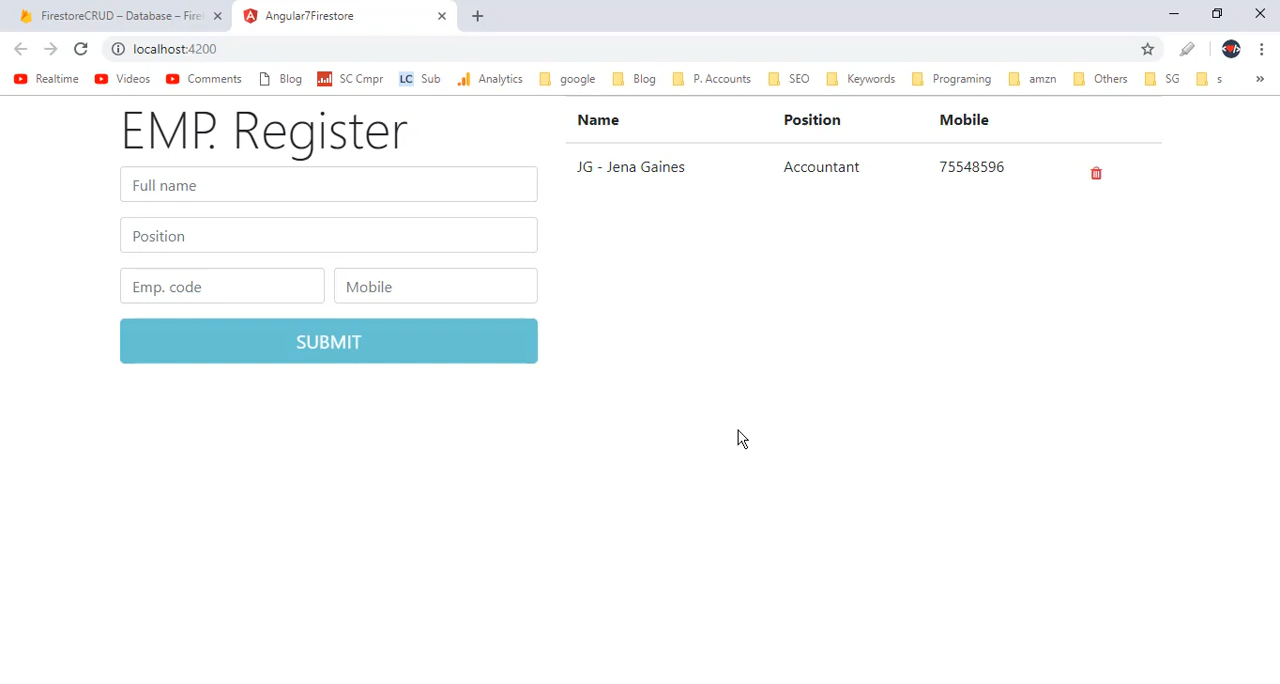 FirestoreCRUD – Database – Fire
Angular7Firestore
localhost:4200
Realtime Videos Comments Blog SC Cmpr LC Sub Analytics google Blog P. Accounts SEO Keywords Programing amzn Others SG s »
EMP. Register
Full name
Position
Emp. code Mobile
SUBMIT
Name Position Mobile
JG - Jena Gaines Accountant 75548596